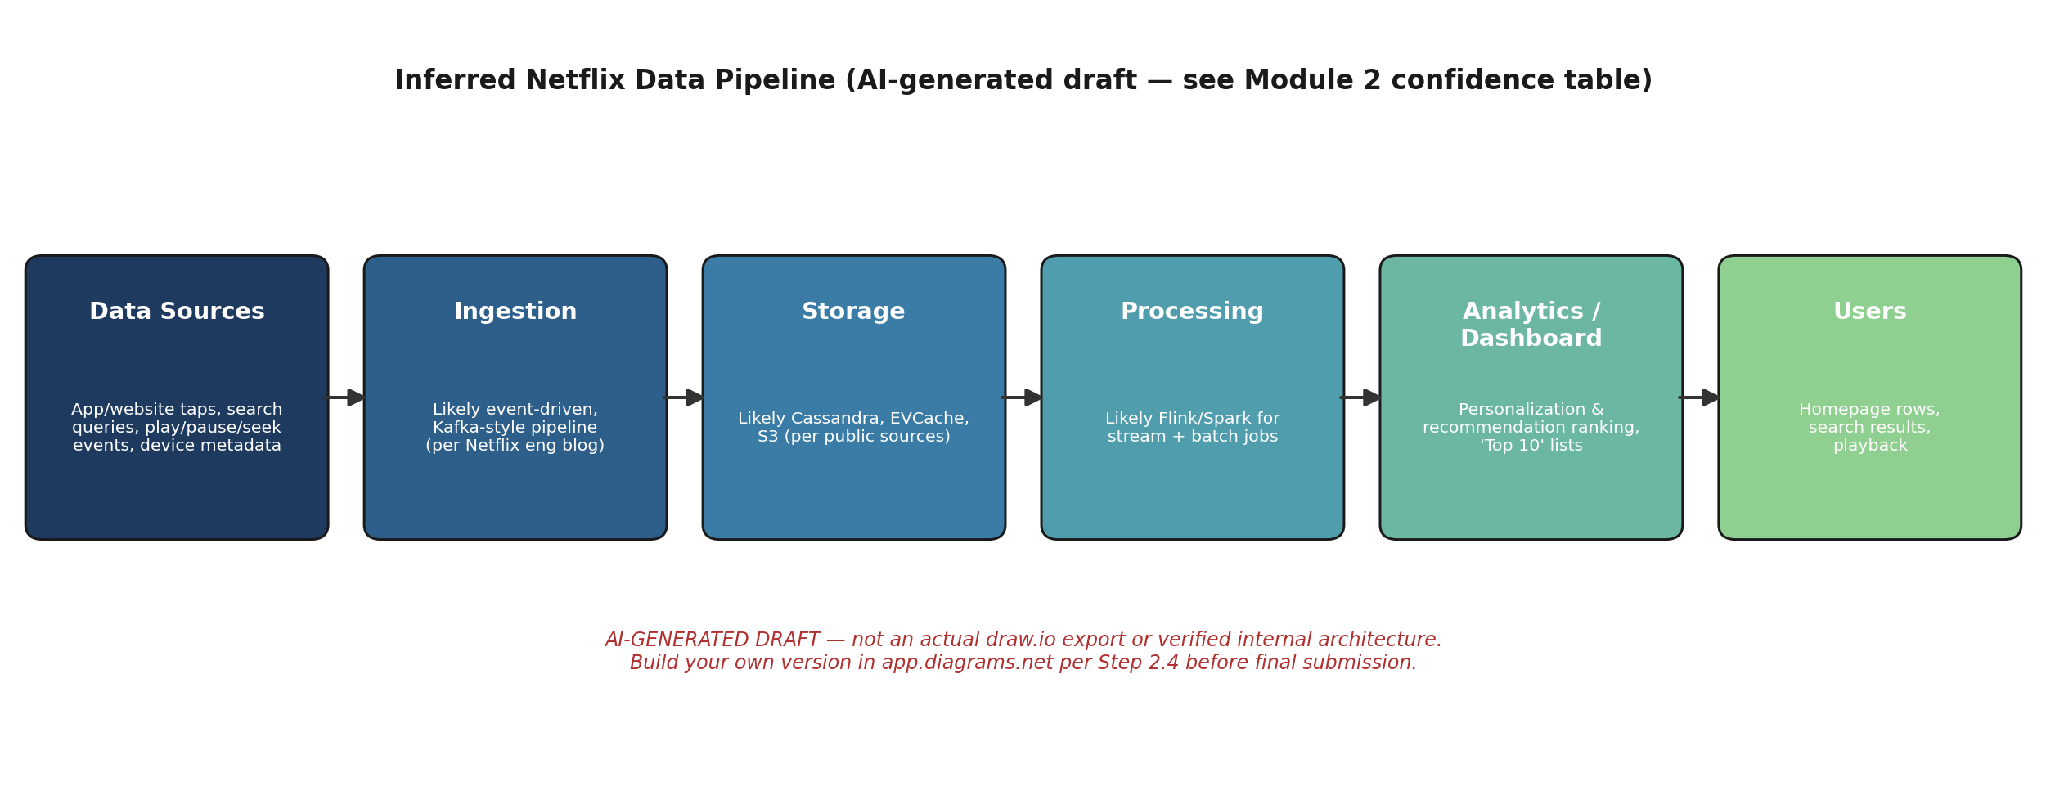 Inferred Netflix Data Pipeline (AI-generated draft — see Module 2 confidence table)
Data Sources
App/website taps, search
queries, play/pause/seek
events, device metadata
Ingestion
Likely event-driven,
Kafka-style pipeline
(per Netflix eng blog)
Storage
Likely Cassandra, EVCache,
S3 (per public sources)
Processing
Likely Flink/Spark for
stream + batch jobs
Analytics /
Dashboard
Personalization &
recommendation ranking,
'Top 10' lists
Users
Homepage rows,
search results,
playback
AI-GENERATED DRAFT — not an actual draw.io export or verified internal architecture.
Build your own version in app.diagrams.net per Step 2.4 before final submission.